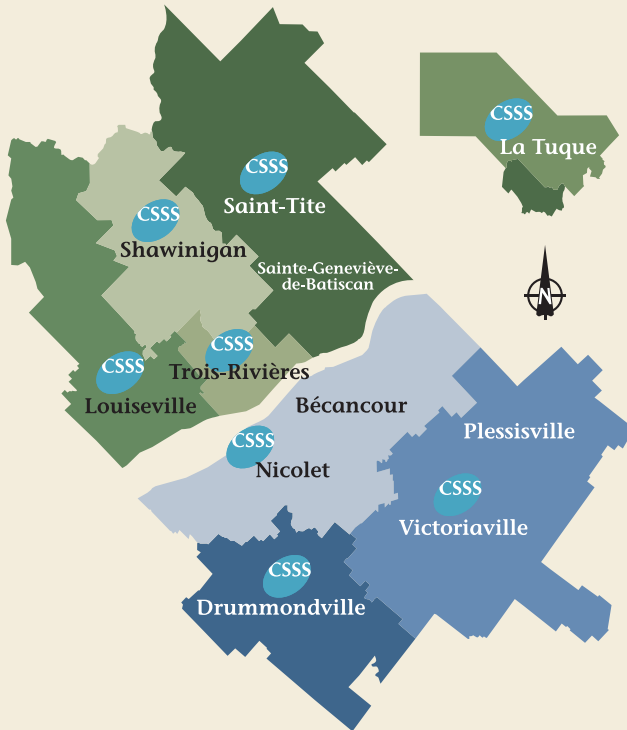 CSSS
La Tuque
CSSS
Saint-Tite
CSSS
Shawinigan
Sainte-Geneviève-
de-Batiscan
N
CSSS
Trois-Rivières
CSSS
Louiseville
Bécancour
Plessisville
CSSS
Nicolet
CSSS
Victoriaville
CSSS
Drummondville